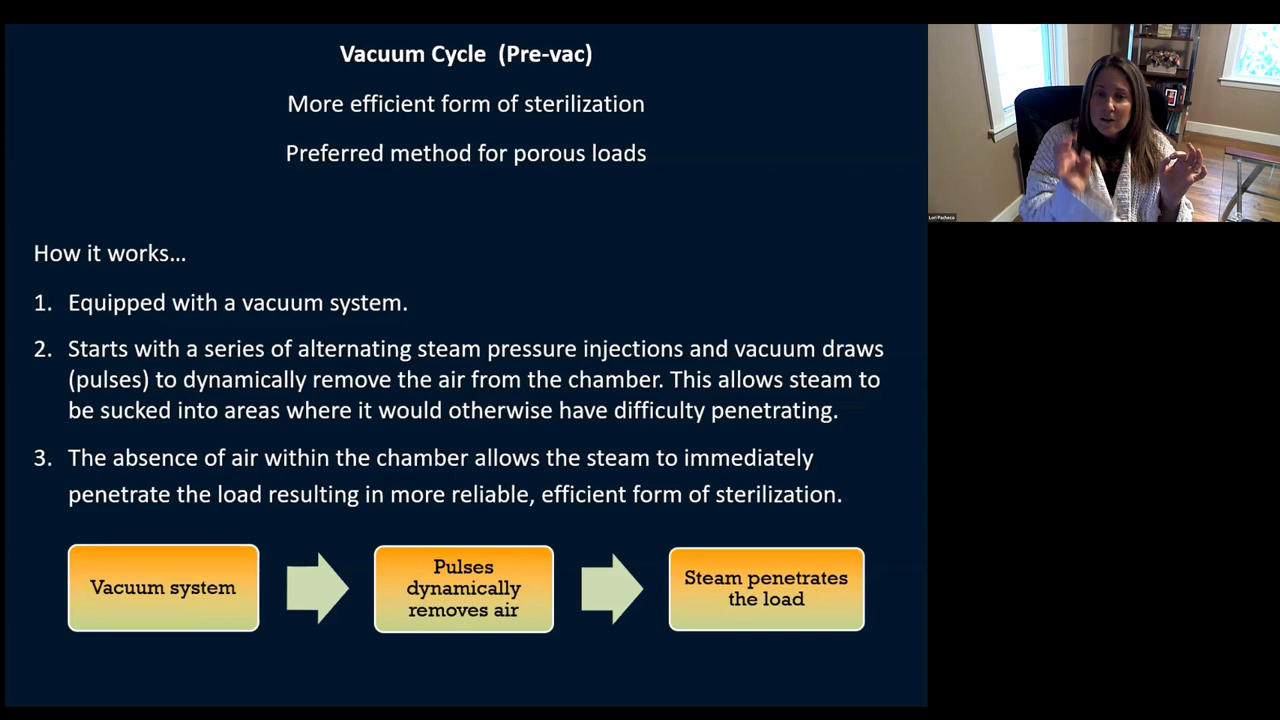 Vacuum Cycle (Pre-vac)
More efficient form of sterilization
Preferred method for porous loads
Lori Pacheco
How it works...
1. Equipped with a vacuum system.
2. Starts with a series of alternating steam pressure injections and vacuum draws
(pulses) to dynamically remove the air from the chamber. This allows steam to
be sucked into areas where it would otherwise have difficulty penetrating.
3. The absence of air within the chamber allows the steam to immediately
penetrate the load resulting in more reliable, efficient form of sterilization.
Vacuum system
Pulses
dynamically
removes air
Steam penetrates
the load